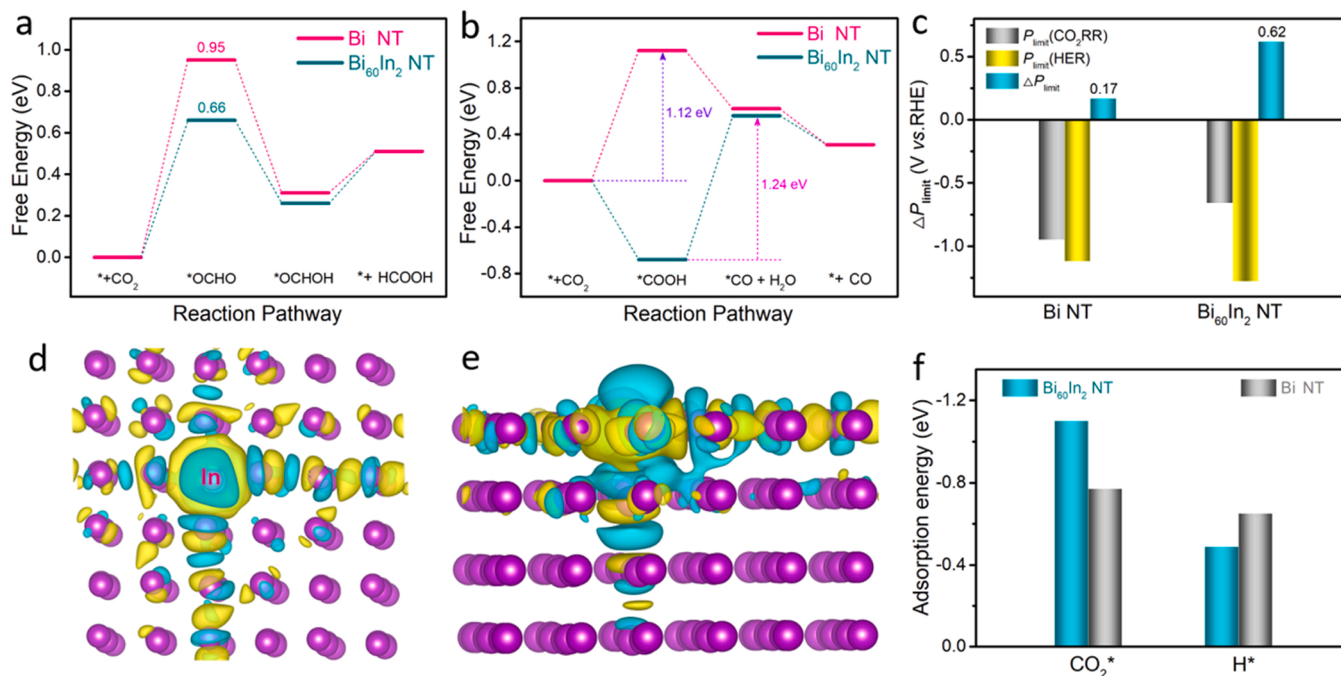 a
Bi NT
Bi60In2 NT
1.0
0.8
0.6
0.4
0.2
0.0
0.95
0.66
Free Energy (eV)
*+CO2
*OCHO
*OCHOH
*+ HCOOH
Reaction Pathway
b
Bi NT
Bi60In2 NT
1.2
0.8
0.4
0.0
-0.4
-0.8
1.12 eV
1.24 eV
Free Energy (eV)
*+CO2
*COOH
*CO + H2O
*+ CO
Reaction Pathway
c
Plimit(CO2RR)
Plimit(HER)
△Plimit
0.62
0.17
0.5
0.0
-0.5
-1.0
△Plimit (V vs.RHE)
Bi NT
Bi60In2 NT
d
In
e
f
Bi60In2 NT
Bi NT
-1.2
-0.8
-0.4
0.0
Adsorption energy (eV)
CO2*
H*